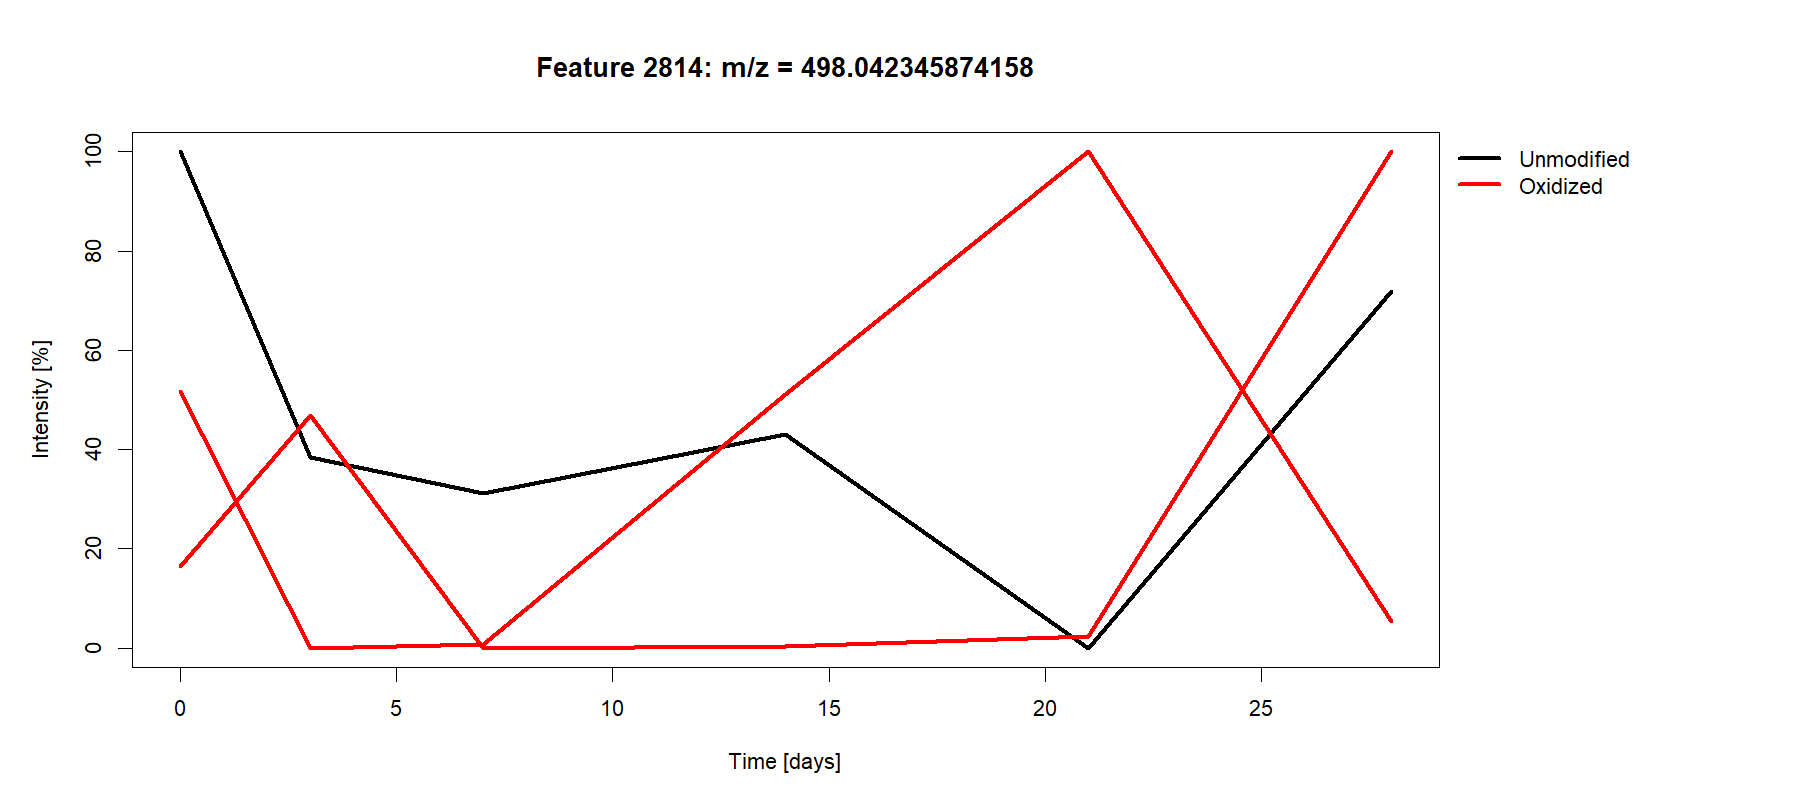 Feature 2814: m/z = 498.042345874158
Unmodified
Oxidized
Intensity [%]
100
80
60
40
20
0
0 5 10 15 20 25
Time [days]